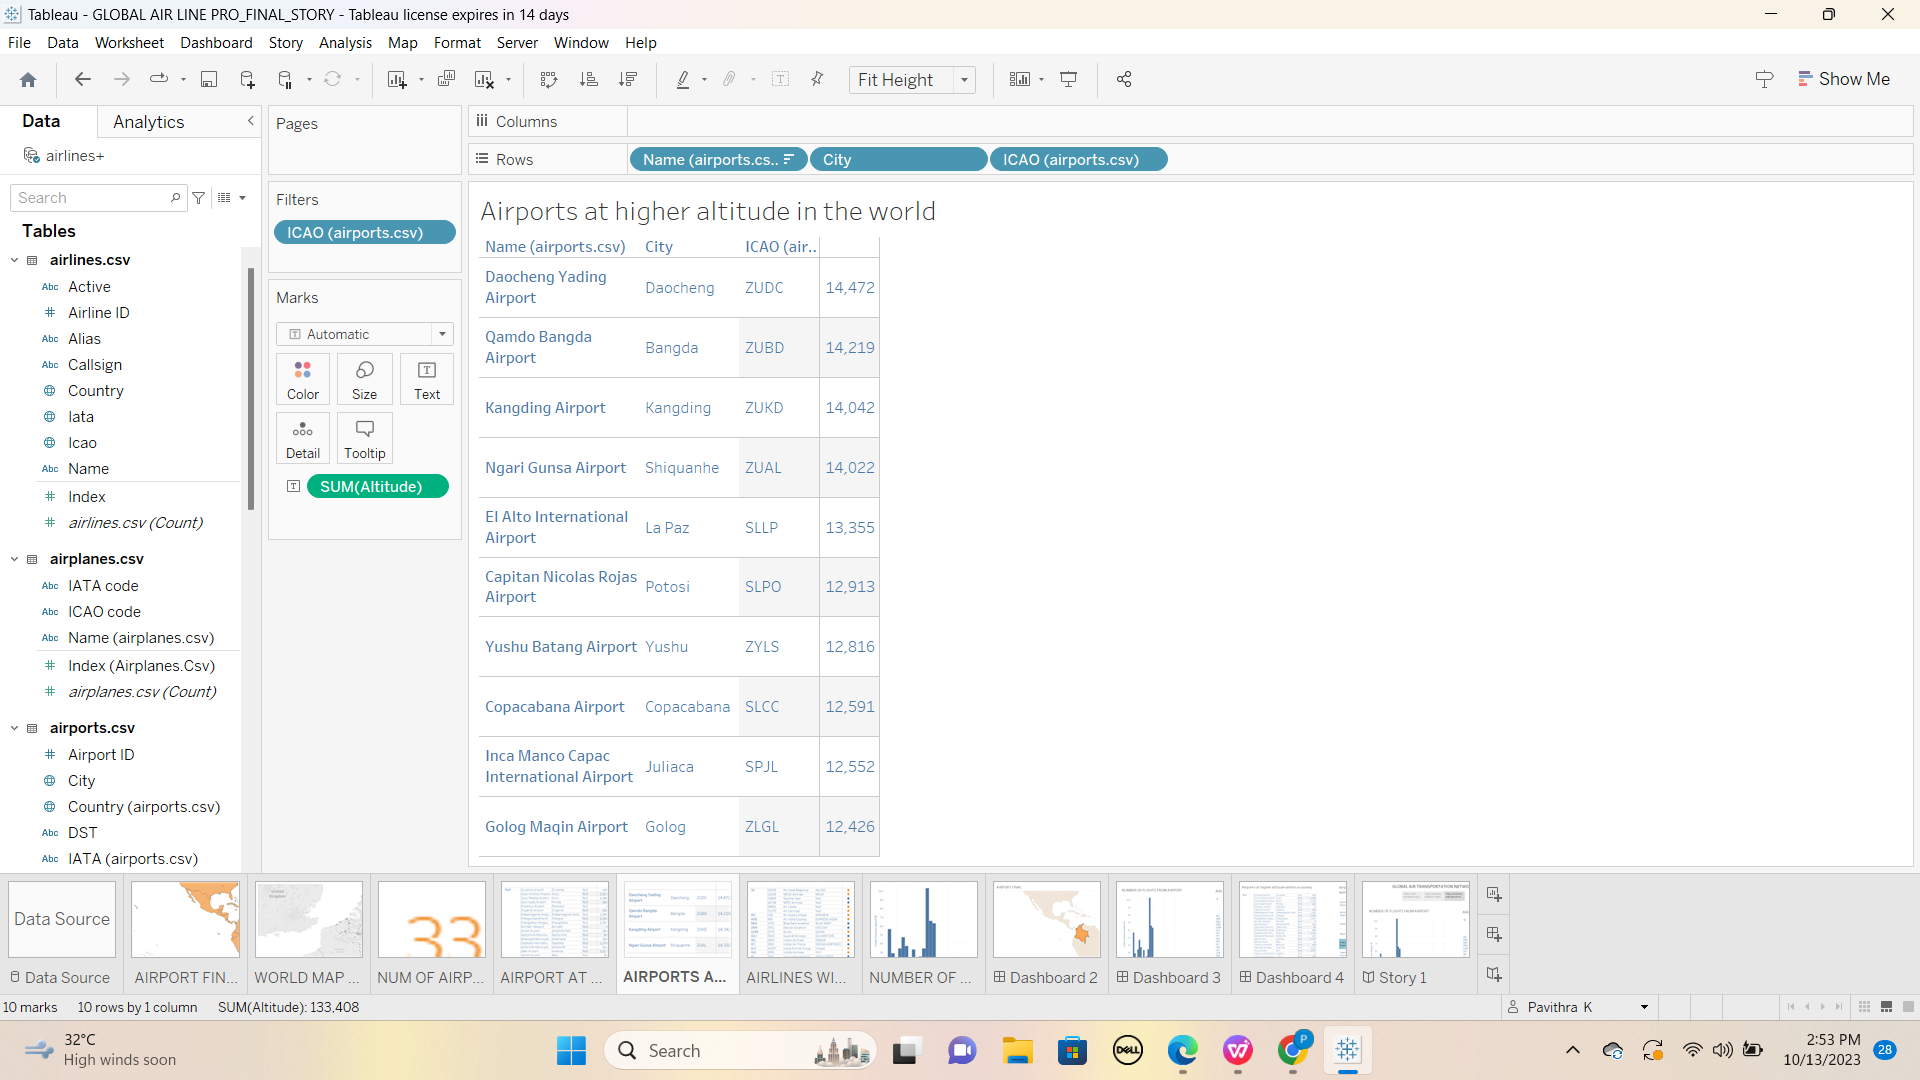 Tableau - GLOBAL AIR LINE PRO_FINAL_STORY - Tableau license expires in 14 days
File Data Worksheet Dashboard Story Analysis Map Format Server Window Help
Fit Height
Show Me
Data Analytics
airlines+
Search
Tables
airlines.csv
Abc Active
# Airline ID
Abc Alias
Abc Callsign
Country
Iata
Icao
Abc Name
# Index
# airlines.csv (Count)
airplanes.csv
Abc IATA code
Abc ICAO code
Abc Name (airplanes.csv)
# Index (Airplanes.Csv)
# airplanes.csv (Count)
airports.csv
# Airport ID
City
Country (airports.csv)
Abc DST
Abc IATA (airports.csv)
Pages
Filters
ICAO (airports.csv)
Marks
T Automatic
Color Size T Text
Detail Tooltip
T SUM(Altitude)
Columns
Rows Name (airports.cs.. City ICAO (airports.csv)
Airports at higher altitude in the world
Name (airports.csv) City ICAO (air..
Daocheng Yading
Airport Daocheng ZUDC 14,472
Qamdo Bangda
Airport Bangda ZUBD 14,219
Kangding Airport Kangding ZUKD 14,042
Ngari Gunsa Airport Shiquanhe ZUAL 14,022
El Alto International
Airport La Paz SLLP 13,355
Capitan Nicolas Rojas
Airport Potosi SLPO 12,913
Yushu Batang Airport Yushu ZYLS 12,816
Copacabana Airport Copacabana SLCC 12,591
Inca Manco Capac
International Airport Juliaca SPJL 12,552
Golog Maqin Airport Golog ZLGL 12,426
Data Source
33
Data Source AIRPORT FIN... WORLD MAP ... NUM OF AIRP... AIRPORT AT ... AIRPORTS A... AIRLINES WI... NUMBER OF ... Dashboard 2 Dashboard 3 Dashboard 4 Story 1
10 marks 10 rows by 1 column SUM(Altitude): 133,408
Pavithra K
32°C
High winds soon
Search
DELL
P
2:53 PM
10/13/2023
28